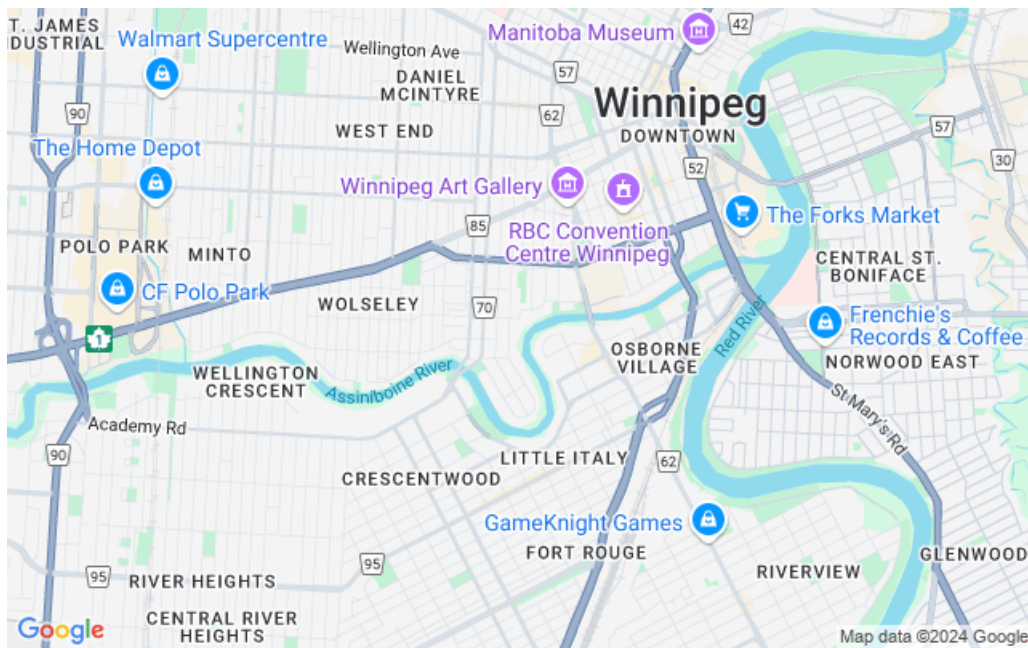 T. JAMES
DUSTRIAL
Walmart Supercentre
Wellington Ave
Manitoba Museum
42
57
DANIEL
MCINTYRE
Winnipeg
DOWNTOWN
90
62
57
WEST END
The Home Depot
30
52
Winnipeg Art Gallery
The Forks Market
85
RBC Convention
Centre Winnipeg
POLO PARK
MINTO
CENTRAL ST.
BONIFACE
CF Polo Park
WOLSELEY
70
Red River
Frenchie's
Records & Coffee
1
OSBORNE
VILLAGE
NORWOOD EAST
WELLINGTON
CRESCENT
Assiniboine River
St Mary's Rd
Academy Rd
90
LITTLE ITALY
62
CRESCENTWOOD
GameKnight Games
FORT ROUGE
GLENWOOD
95
95
RIVER HEIGHTS
RIVERVIEW
CENTRAL RIVER
HEIGHTS
Google
Map data ©2024 Google